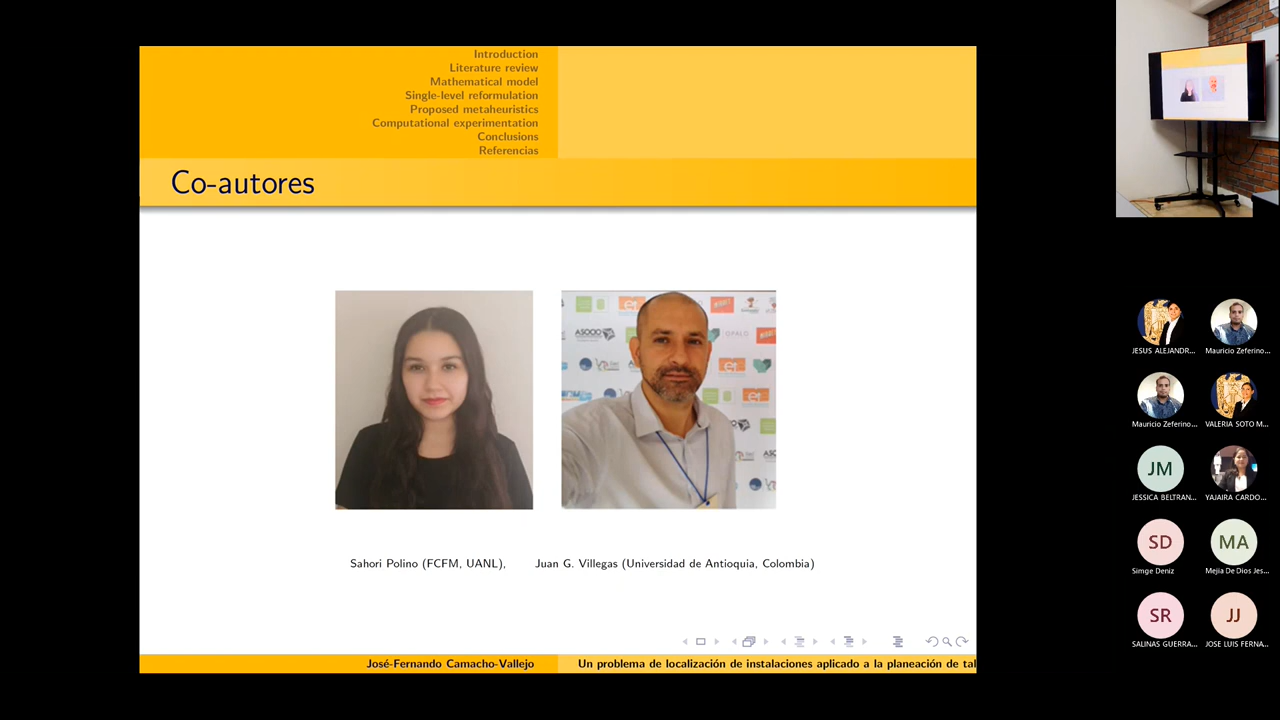 Introduction
Literature review
Mathematical model
Single-level reformulation
Proposed metaheuristics
Computational experimentation
Conclusions
Referencias
Co-autores
ASOOO
OPALO
Sahori Polino (FCFM, UANL),
Juan G. Villegas (Universidad de Antioquia, Colombia)
José-Fernando Camacho-Vallejo
Un problema de localización de instalaciones aplicado a la planeación de tal
JESUS ALEJANDR...
Mauricio Zeferino...
Mauricio Zeferino...
VALERIA SOTO M...
JM
JESSICA BELTRAN...
YAJAIRA CARDO...
SD
Simge Deniz
MA
Mejia De Dios Jes...
SR
SALINAS GUERRA...
JJ
JOSE LUIS FERNA...